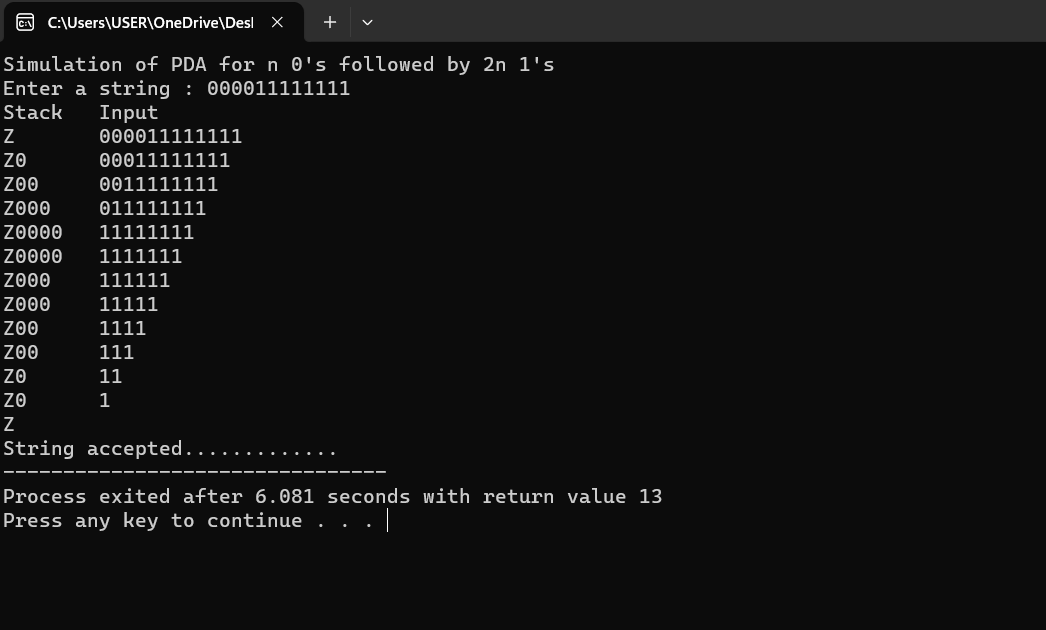 C:\Users\USER\OneDrive\Desl
Simulation of PDA for n 0's followed by 2n 1's
Enter a string : 000011111111
Stack   Input
Z       000011111111
Z0      00011111111
Z00     0011111111
Z000    011111111
Z0000   11111111
Z0000   1111111
Z000    111111
Z000    11111
Z00     1111
Z00     111
Z0      11
Z0      1
Z
String accepted.............
--------------------------------
Process exited after 6.081 seconds with return value 13
Press any key to continue . . .